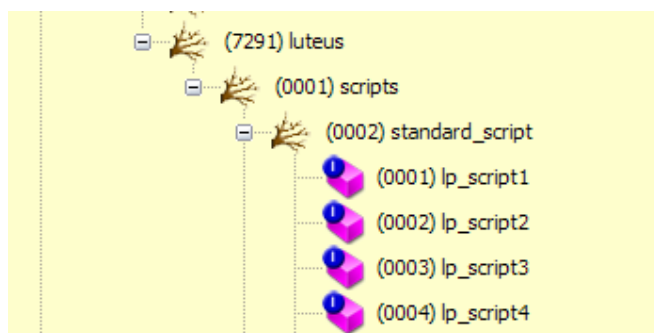 (7291) luteus
(0001) scripts
(0002) standard_script
(0001) lp_script1
(0002) lp_script2
(0003) lp_script3
(0004) lp_script4